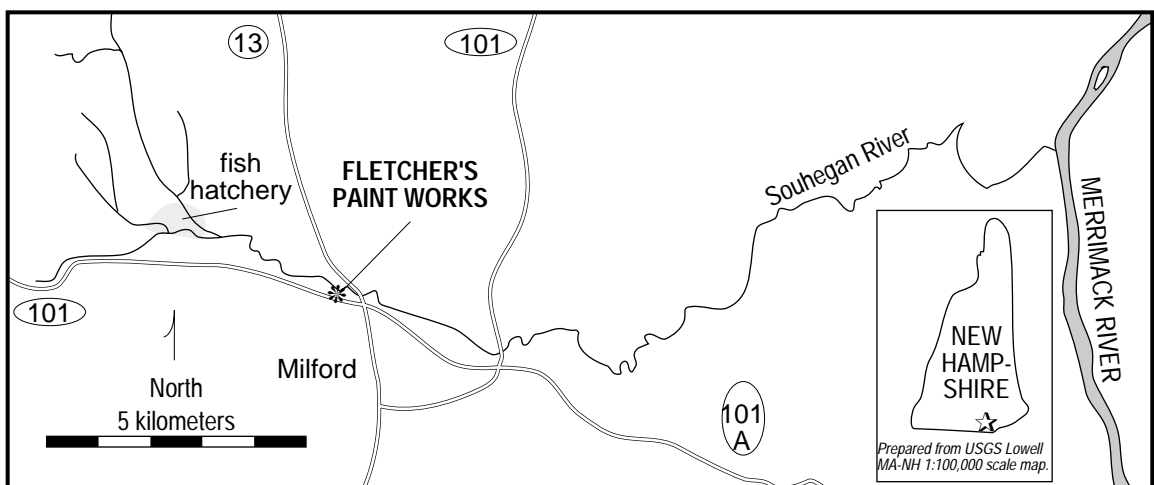 13
101
fish
hatchery
FLETCHER'S
PAINT WORKS
Souhegan River
MERRIMACK RIVER
101
Milford
North
5 kilometers
101
A
NEW
HAMP-
SHIRE
Prepared from USGS Lowell
MA-NH 1:100,000 scale map.